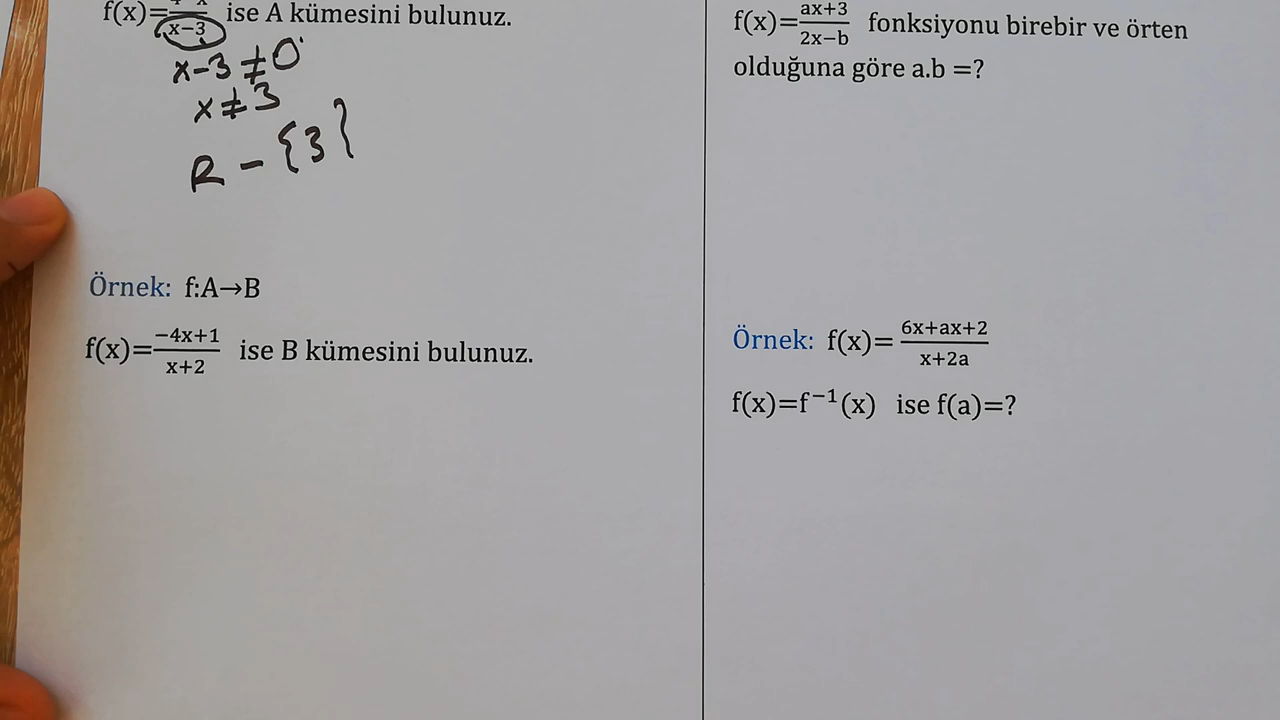 f(x)=/x−3 ise A kümesini bulunuz.
x-3≠0
x≠3
R-{3}
Örnek: f:A→B
f(x)=−4x+1/x+2 ise B kümesini bulunuz.
f(x)=ax+3/2x−b fonksiyonu birebir ve örten
olduğuna göre a.b =?
Örnek: f(x)=6x+ax+2/x+2a
f(x)=f⁻¹(x) ise f(a)=?